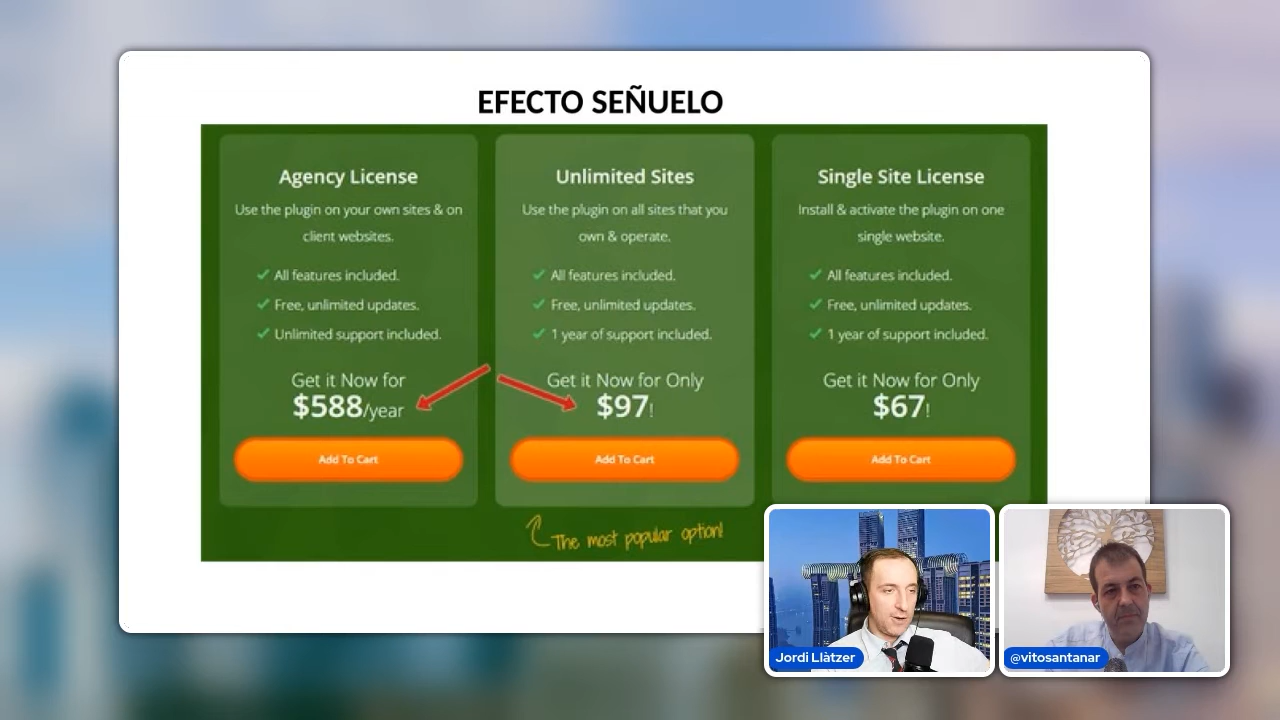 EFECTO SEÑUELO
Agency License
Use the plugin on your own sites & on
client websites.
All features included.
Free, unlimited updates.
Unlimited support included.
Get it Now for
$588/year
Add To Cart
Unlimited Sites
Use the plugin on all sites that you
own & operate.
All features included.
Free, unlimited updates.
1 year of support included.
Get it Now for Only
$97!
Add To Cart
The most popular option!
Single Site License
Install & activate the plugin on one
single website.
All features included.
Free, unlimited updates.
1 year of support included.
Get it Now for Only
$67!
Add To Cart
Jordi Llàtzer
@vitosantanar